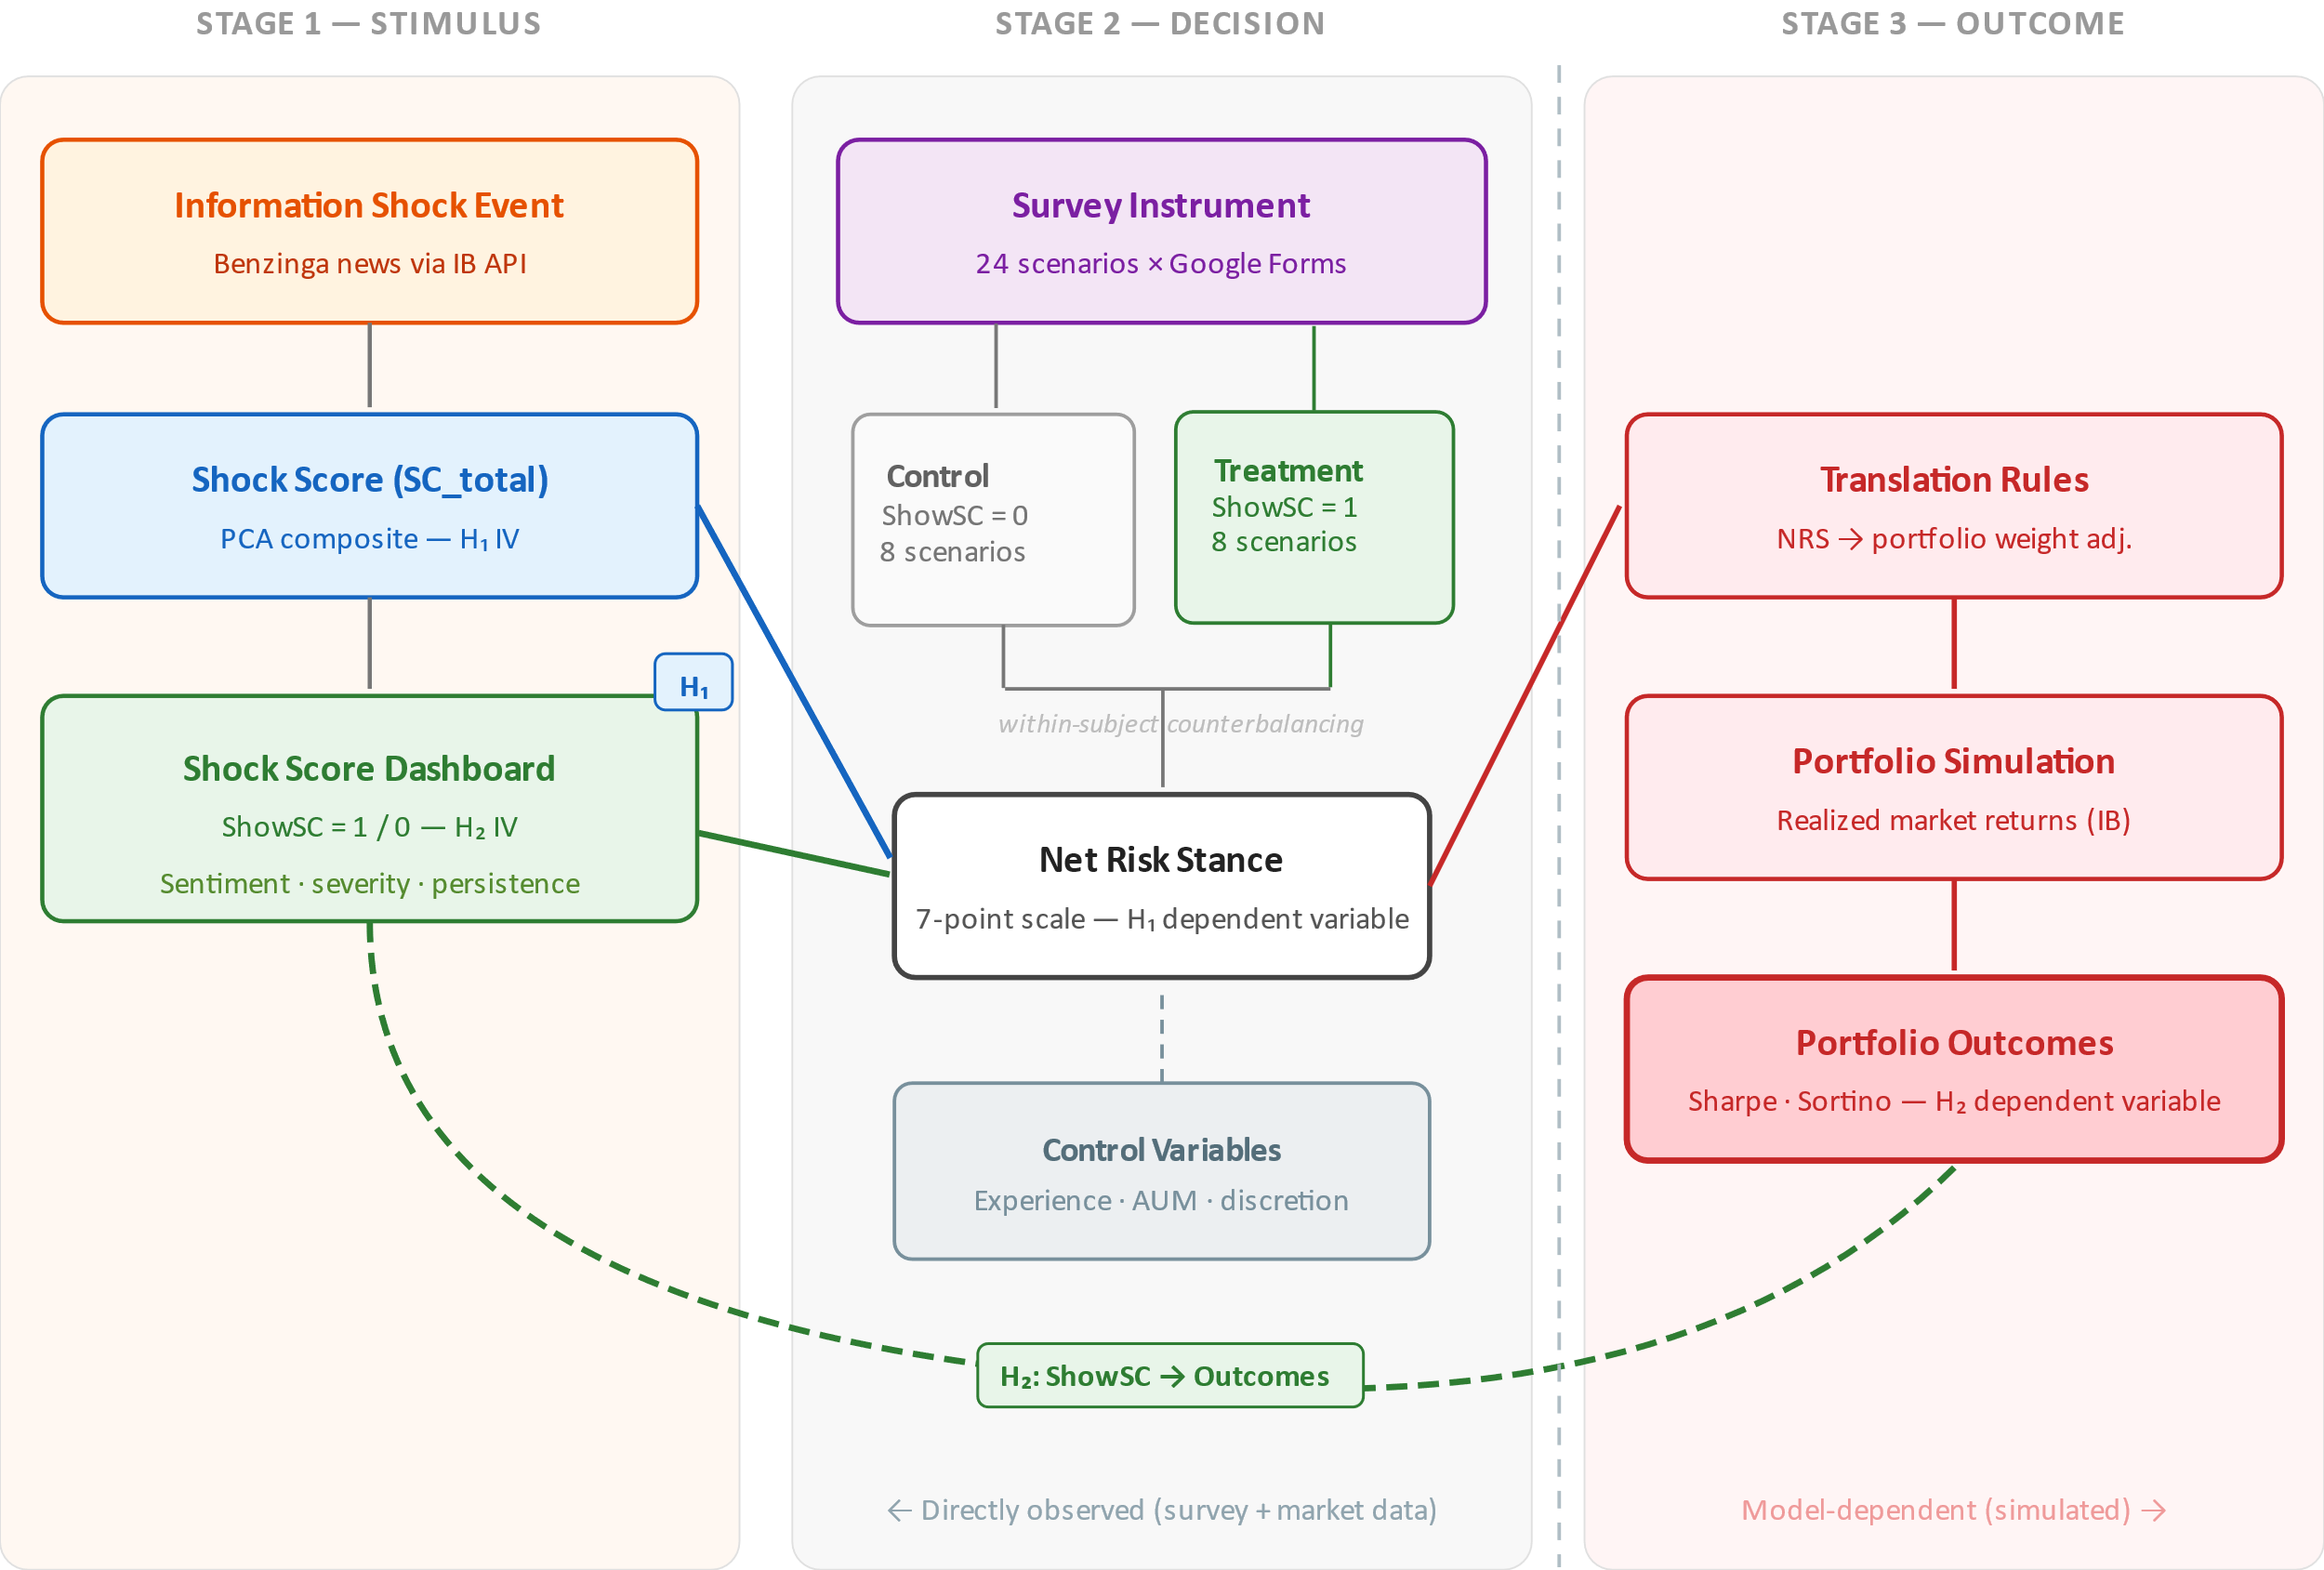 STAGE 1 — STIMULUS
STAGE 2 — DECISION
STAGE 3 — OUTCOME
Information Shock Event
Benzinga news via IB API
Shock Score (SC_total)
PCA composite — H₁ IV
H₁
Shock Score Dashboard
ShowSC = 1 / 0 — H₂ IV
Sentiment · severity · persistence
Survey Instrument
24 scenarios × Google Forms
Control
ShowSC = 0
8 scenarios
Treatment
ShowSC = 1
8 scenarios
within-subject counterbalancing
Net Risk Stance
7-point scale — H₁ dependent variable
Control Variables
Experience · AUM · discretion
H₂: ShowSC → Outcomes
← Directly observed (survey + market data)
Translation Rules
NRS → portfolio weight adj.
Portfolio Simulation
Realized market returns (IB)
Portfolio Outcomes
Sharpe · Sortino — H₂ dependent variable
Model-dependent (simulated) →